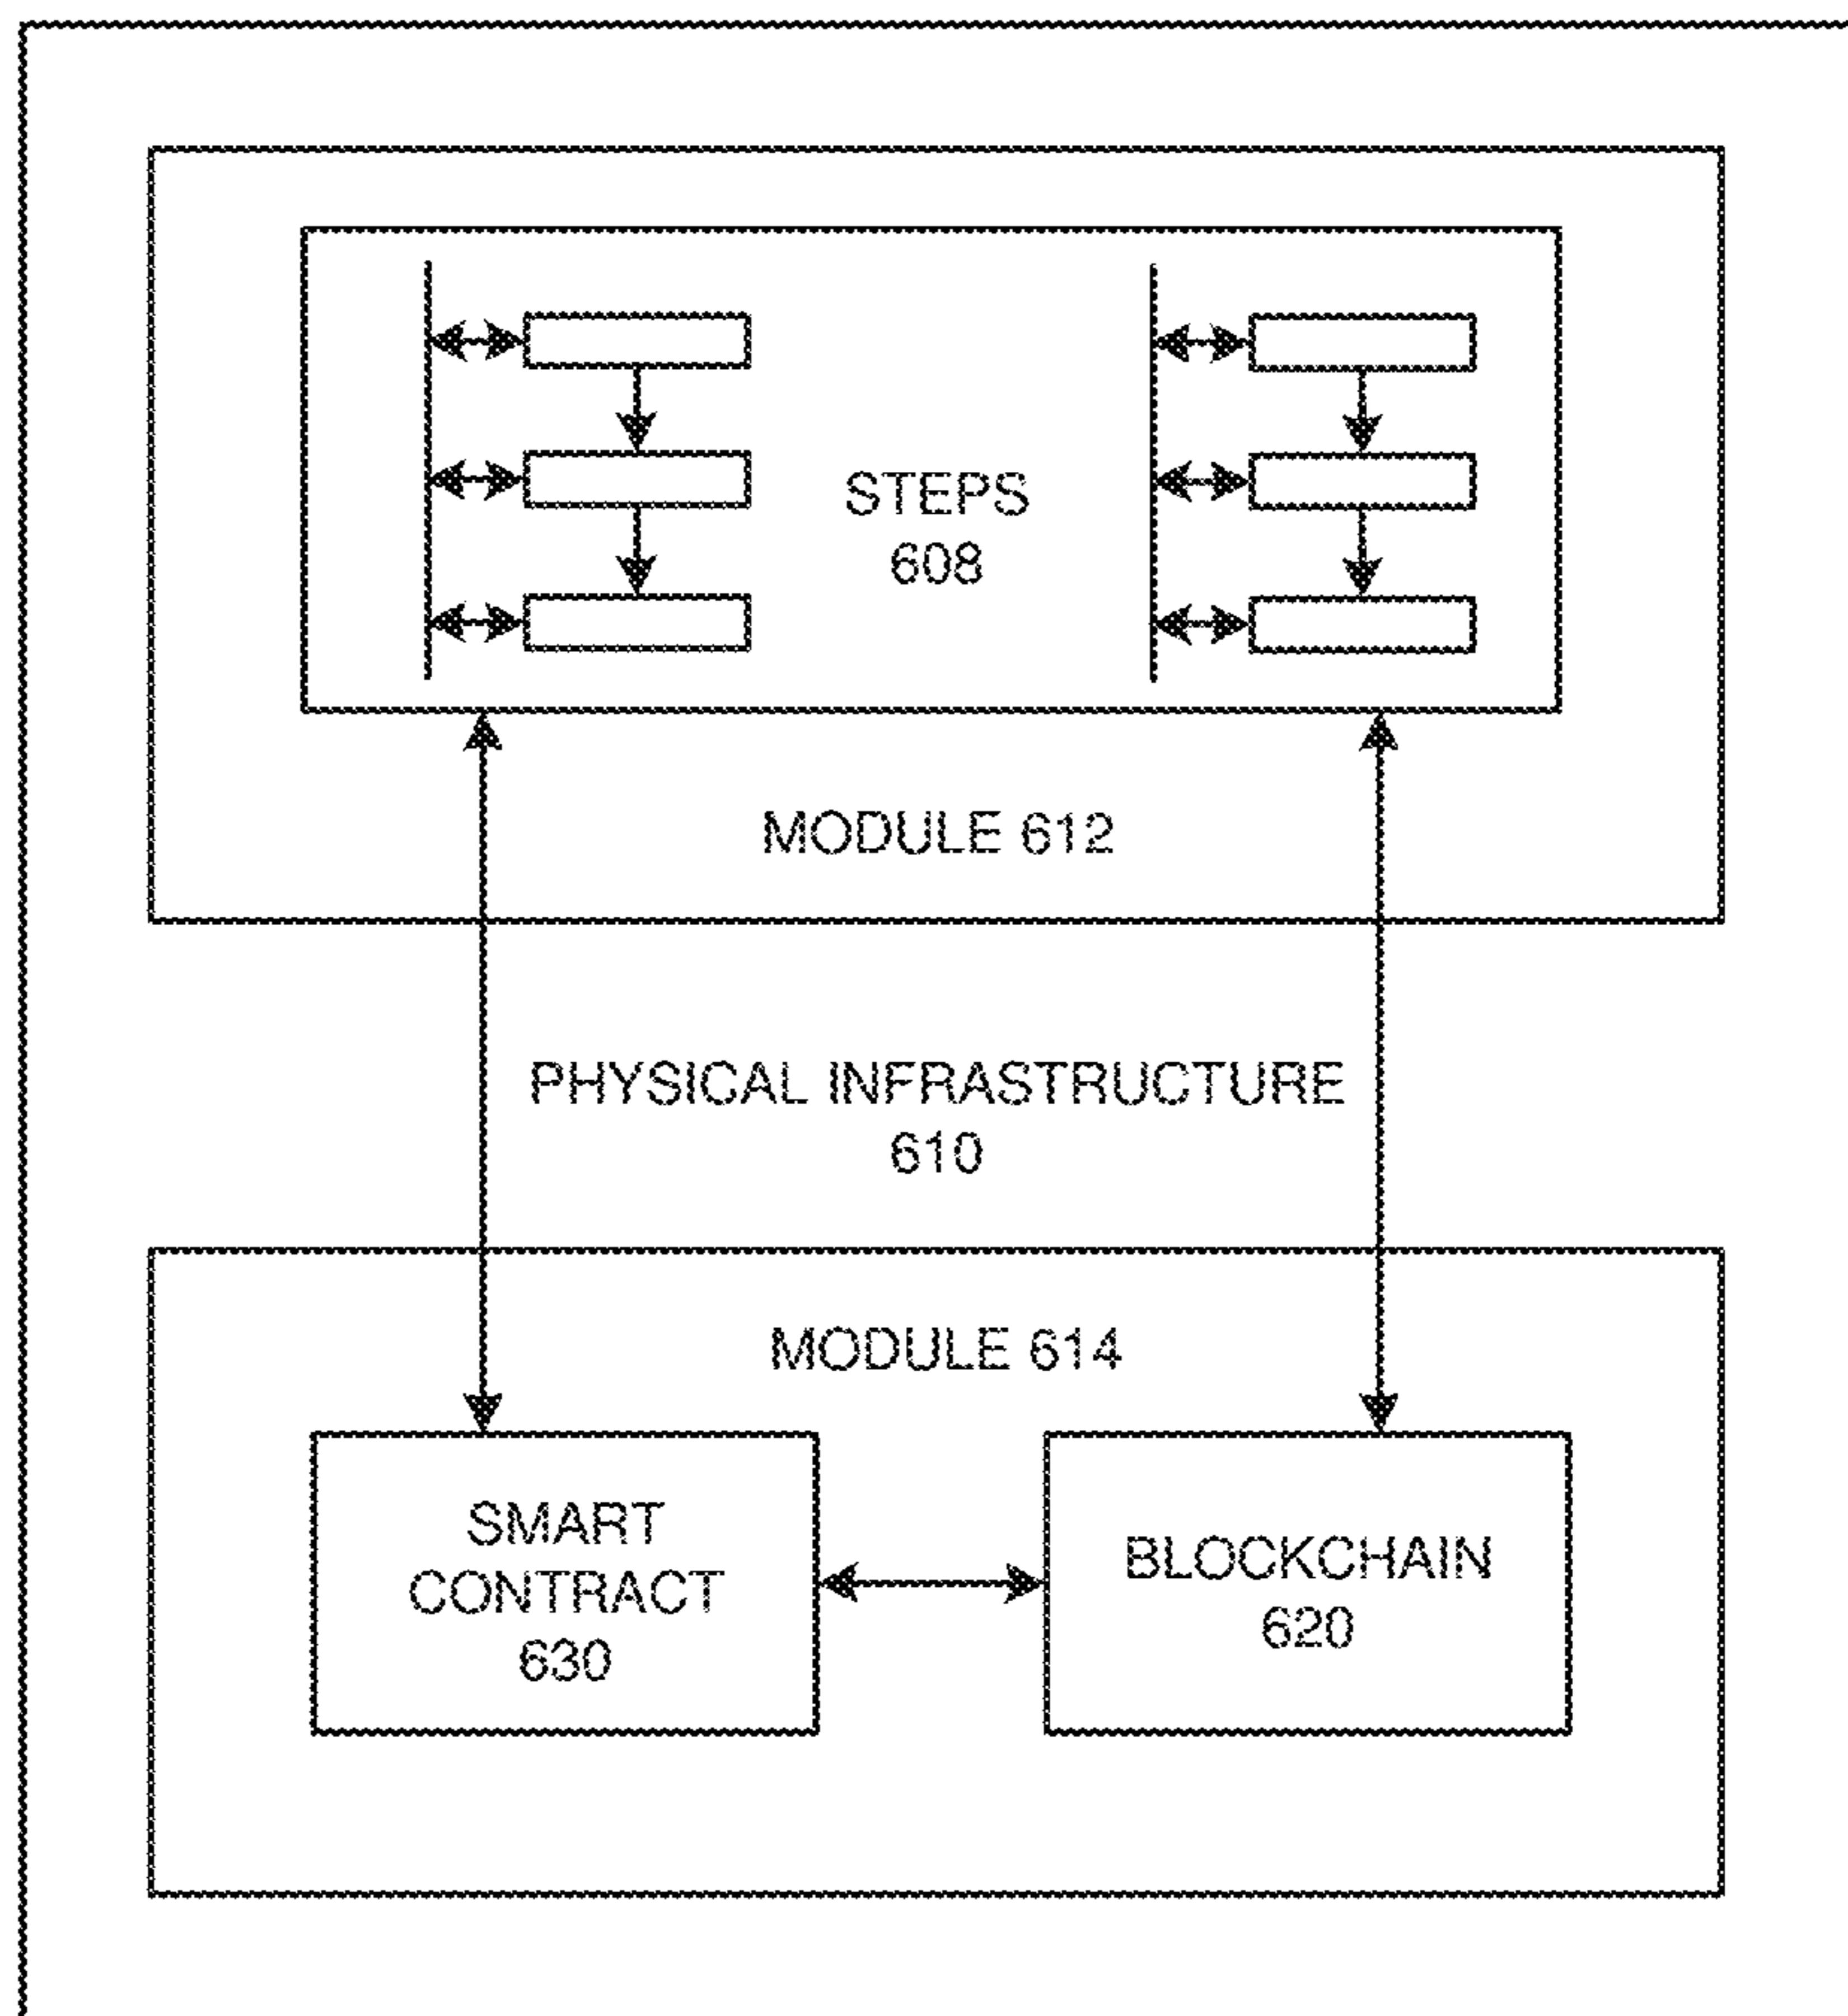 STEPS
608
MODULE 612
PHYSICAL INFRASTRUCTURE
610
MODULE 614
SMART
CONTRACT
630
BLOCKCHAIN
620